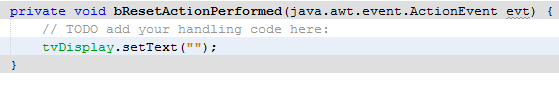 private void bResetActionPerformed(java.awt.event.ActionEvent evt) {
// TODO add your handling code here:
tvDisplay.setText("");
}